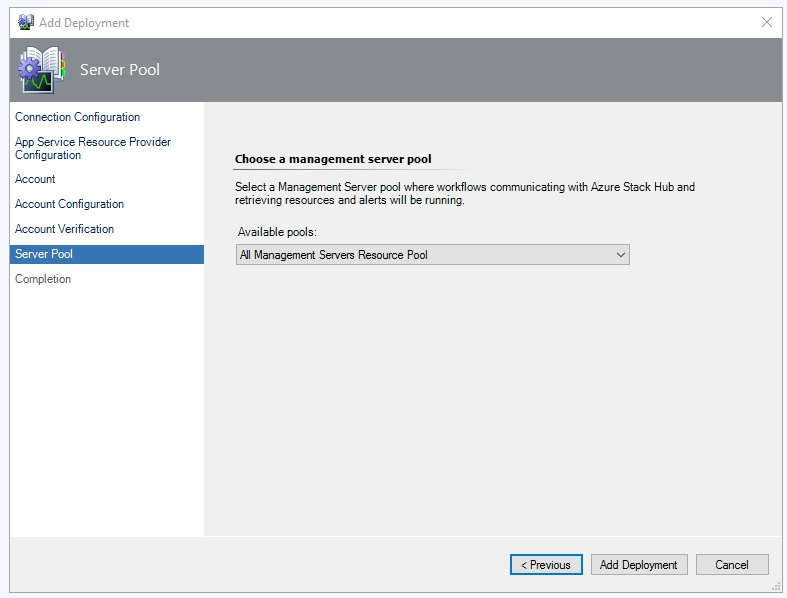 Add Deployment
Server Pool
Connection Configuration
App Service Resource Provider
Configuration
Account
Account Configuration
Account Verification
Server Pool
Completion
Choose a management server pool
Select a Management Server pool where workflows communicating with Azure Stack Hub and
retrieving resources and alerts will be running.
Available pools:
All Management Servers Resource Pool
< Previous
Add Deployment
Cancel